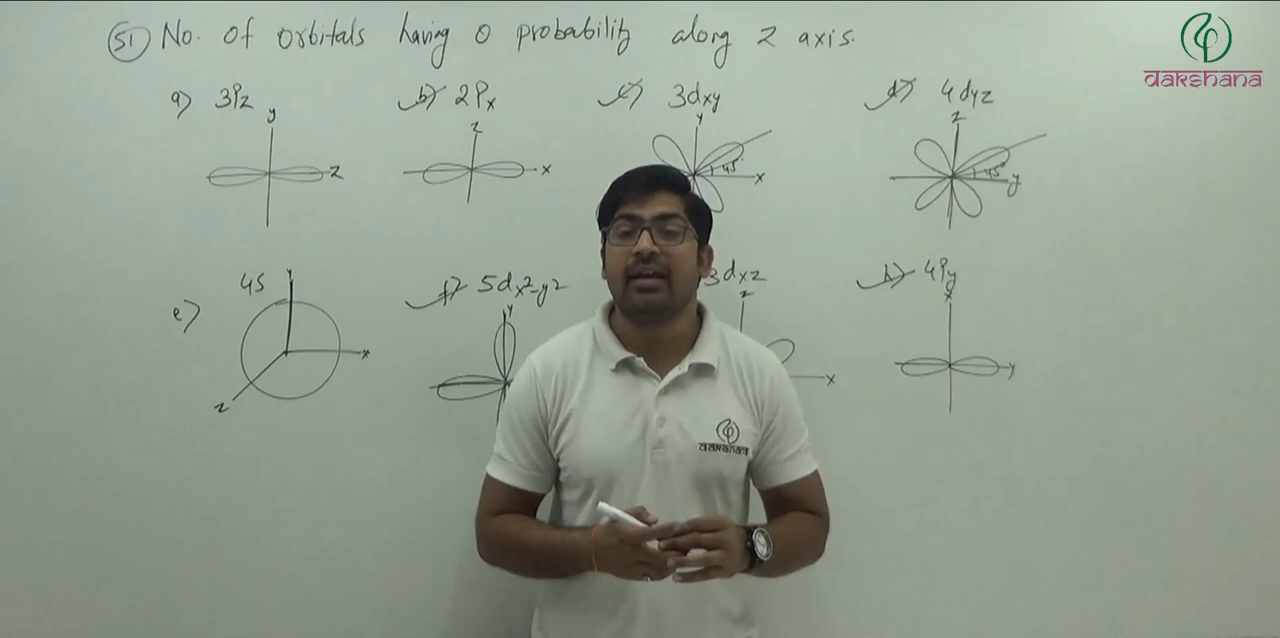 51 No. of orbitals having 0 probability along z axis.
dakshana
a) 3Pz b) 2Px c) 3dxy d) 4dyz
y z x z
z x y x 45° z y 45°
e) 4s y x z
f) 5dx²-y² y
3dxz z x
h) 4Py x y
dakshana